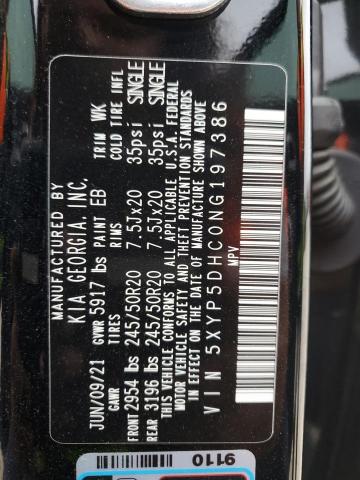 MANUFACTURED BY
KIA GEORGIA, INC.
JUN/09/21 GVWR 5917 lbs PAINT EB TRIM WK
GAWR TIRES RIMS COLD TIRE INFL
FRONT 2954 lbs 245/50R20 7.5Jx20 35psi SINGLE
REAR 3196 lbs 245/50R20 7.5Jx20 35psi SINGLE
THIS VEHICLE CONFORMS TO ALL APPLICABLE U.S.A. FEDERAL
MOTOR VEHICLE SAFETY AND THEFT PREVENTION STANDARDS
IN EFFECT ON THE DATE OF MANUFACTURE SHOWN ABOVE
VIN 5XYP5DHC0NG197386
MPV
9110